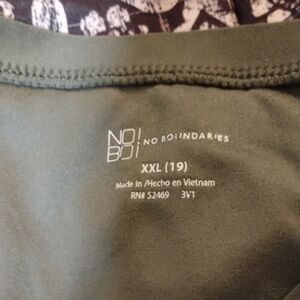 NO!
BO! NO BOUNDARIES
XXL (19)
Made in /Hecho en Vietnam
RN# 52469 3V1